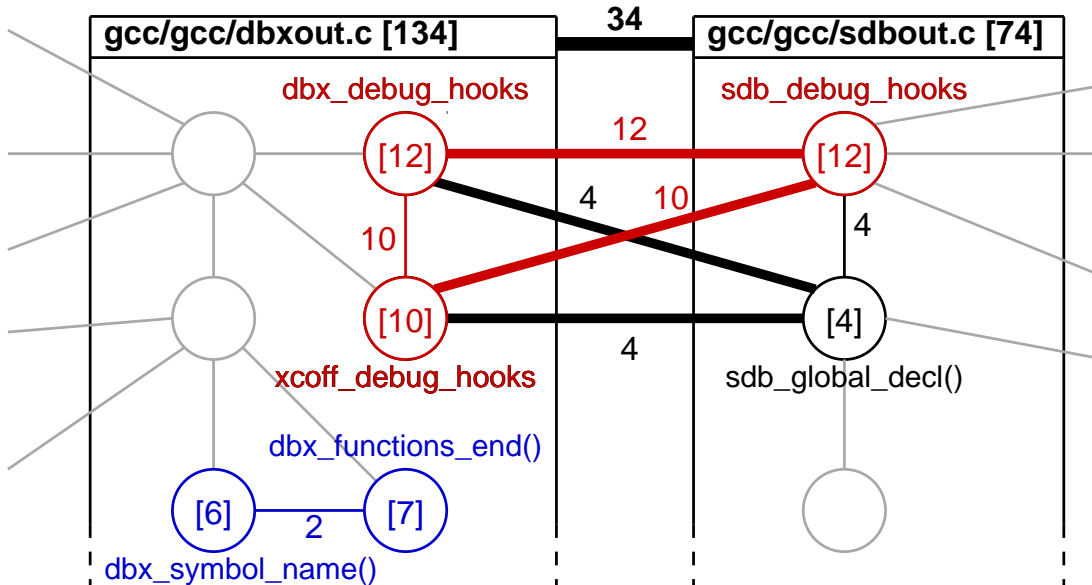 34
gcc/gcc/dbxout.c [134]
gcc/gcc/sdbout.c [74]
dbx_debug_hooks
sdb_debug_hooks
12
[12]
[12]
4
10
10
4
[10]
[4]
4
xcoff_debug_hooks
sdb_global_decl()
dbx_functions_end()
[6]
2
[7]
dbx_symbol_name()